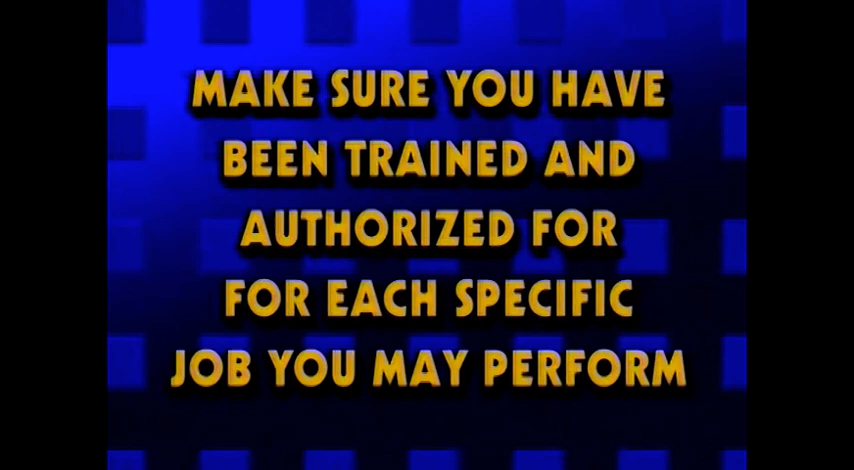 MAKE SURE YOU HAVE
BEEN TRAINED AND
AUTHORIZED FOR
FOR EACH SPECIFIC
JOB YOU MAY PERFORM